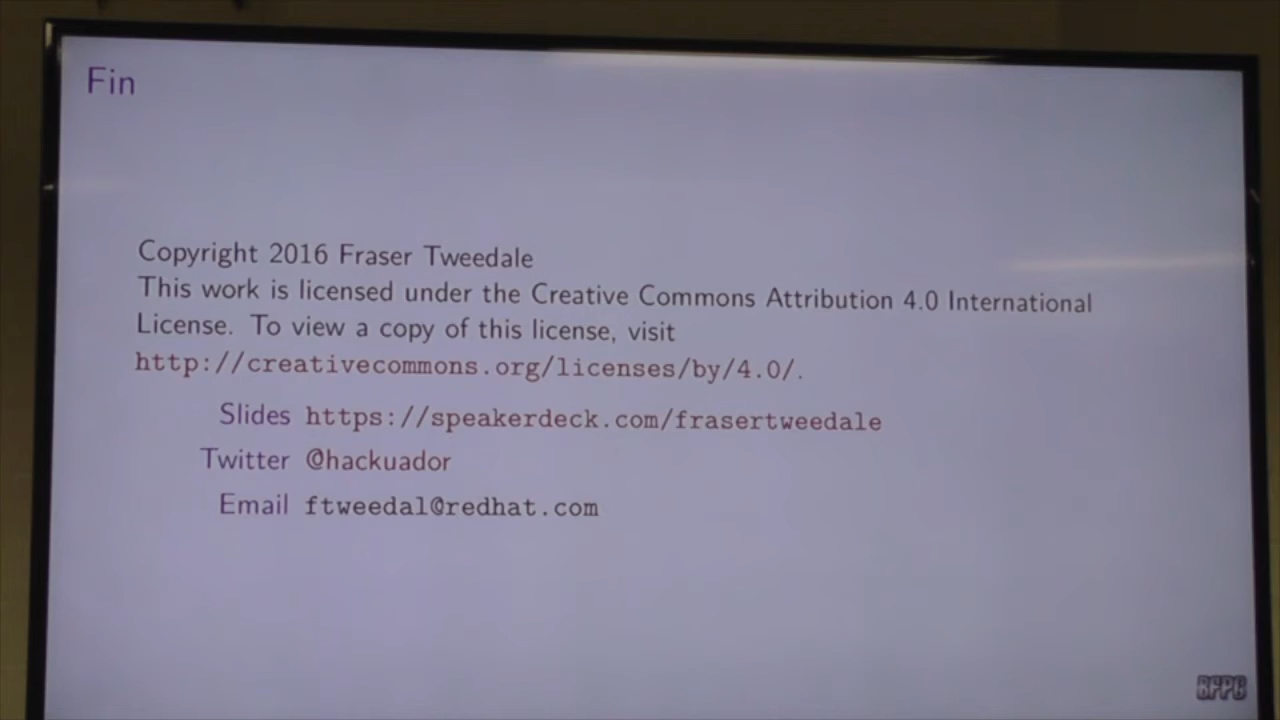 Fin
Copyright 2016 Fraser Tweedale
This work is licensed under the Creative Commons Attribution 4.0 International
License. To view a copy of this license, visit
http://creativecommons.org/licenses/by/4.0/.
Slides https://speakerdeck.com/frasertweedale
Twitter @hackuador
Email ftweedal@redhat.com
BFPG